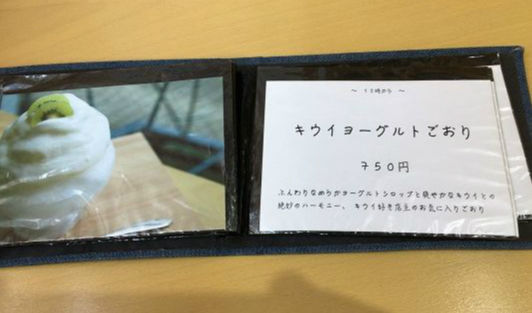 ～ 12時から ～
キウイヨーグルトごおり
750円
ふんわりなめらかヨーグルトシロップと爽やかなキウイとの
絶妙のハーモニー、キウイ好き店主のお気に入りごおり